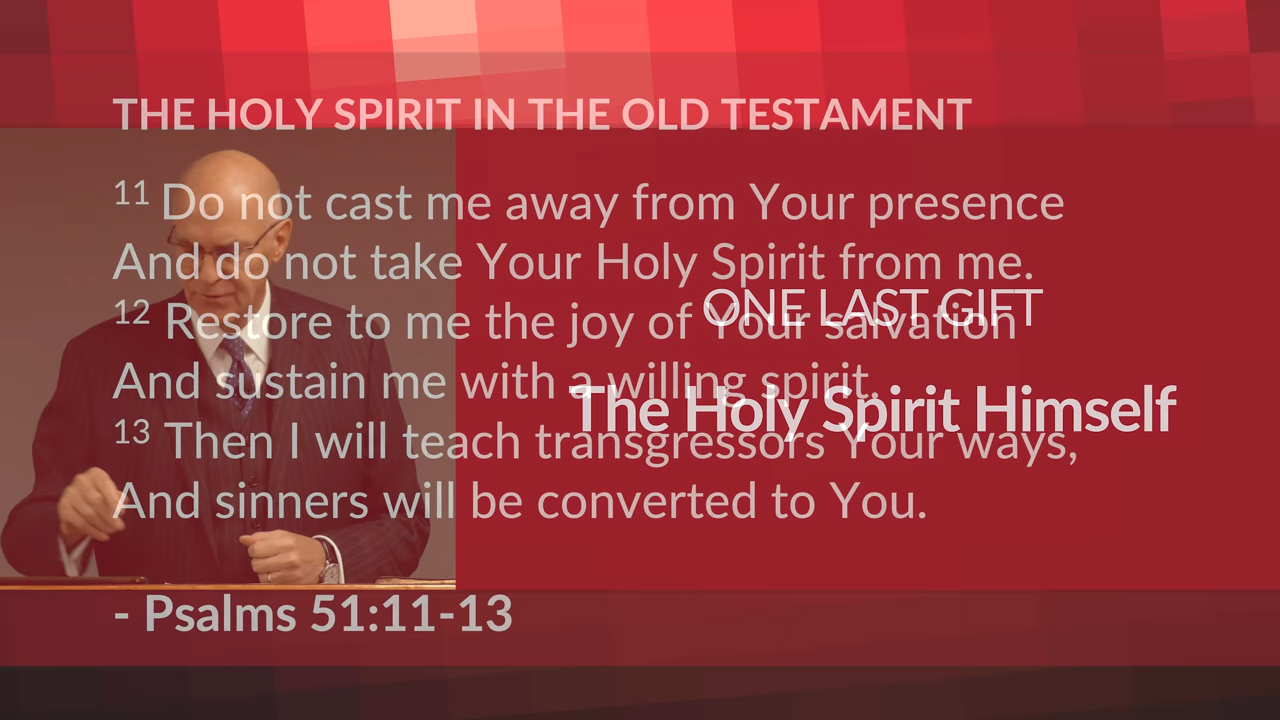 THE HOLY SPIRIT IN THE OLD TESTAMENT
11 Do not cast me away from Your presence
And do not take Your Holy Spirit from me.
12 Restore to me the joy of Your salvation
And sustain me with a willing spirit.
13 Then I will teach transgressors Your ways,
And sinners will be converted to You.
- Psalms 51:11-13
ONE LAST GIFT
The Holy Spirit Himself